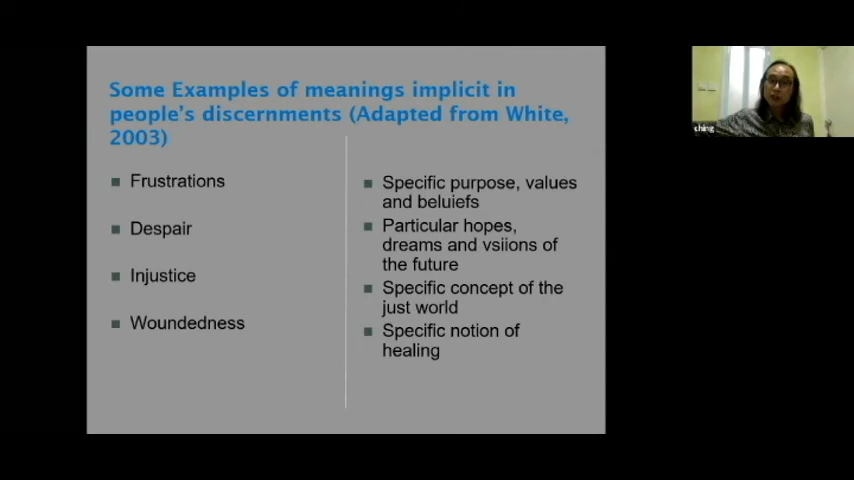 Some Examples of meanings implicit in
people's discernments (Adapted from White,
2003)
Frustrations
Despair
Injustice
Woundedness
Specific purpose, values
and beluiefs
Particular hopes,
dreams and vsiions of
the future
Specific concept of the
just world
Specific notion of
healing
ching